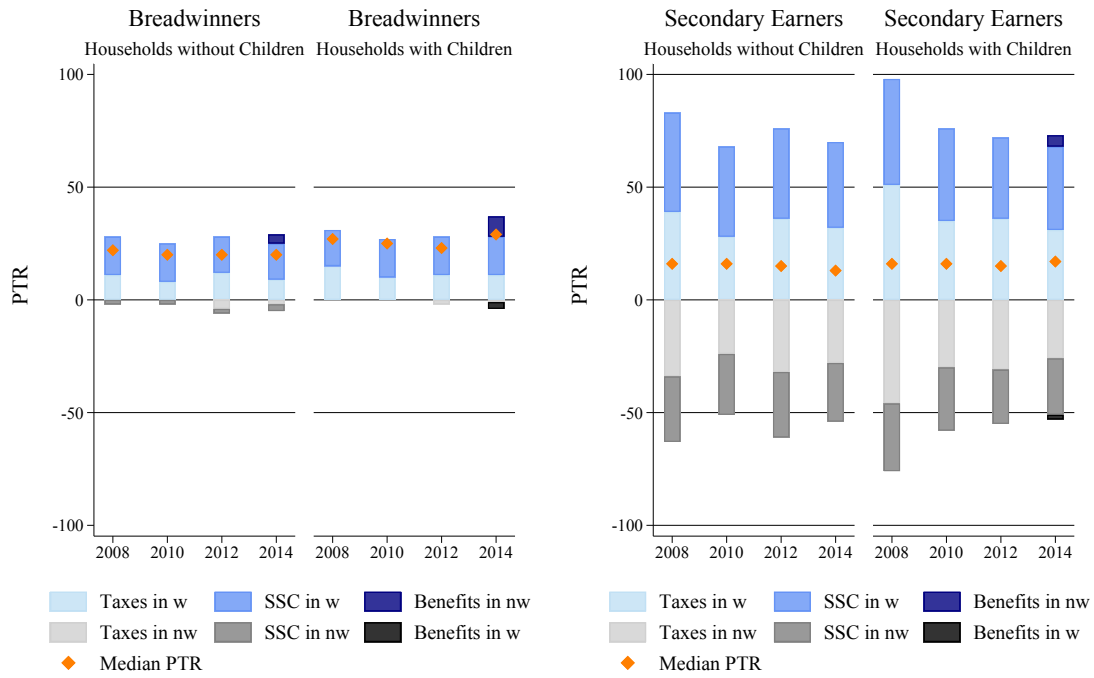 Breadwinners Breadwinners
Households without Children Households with Children
100
50
0
-50
-100
PTR
2008 2010 2012 2014 2008 2010 2012 2014
Taxes in w SSC in w Benefits in nw
Taxes in nw SSC in nw Benefits in w
Median PTR
Secondary Earners Secondary Earners
Households without Children Households with Children
100
50
0
-50
-100
PTR
2008 2010 2012 2014 2008 2010 2012 2014
Taxes in w SSC in w Benefits in nw
Taxes in nw SSC in nw Benefits in w
Median PTR